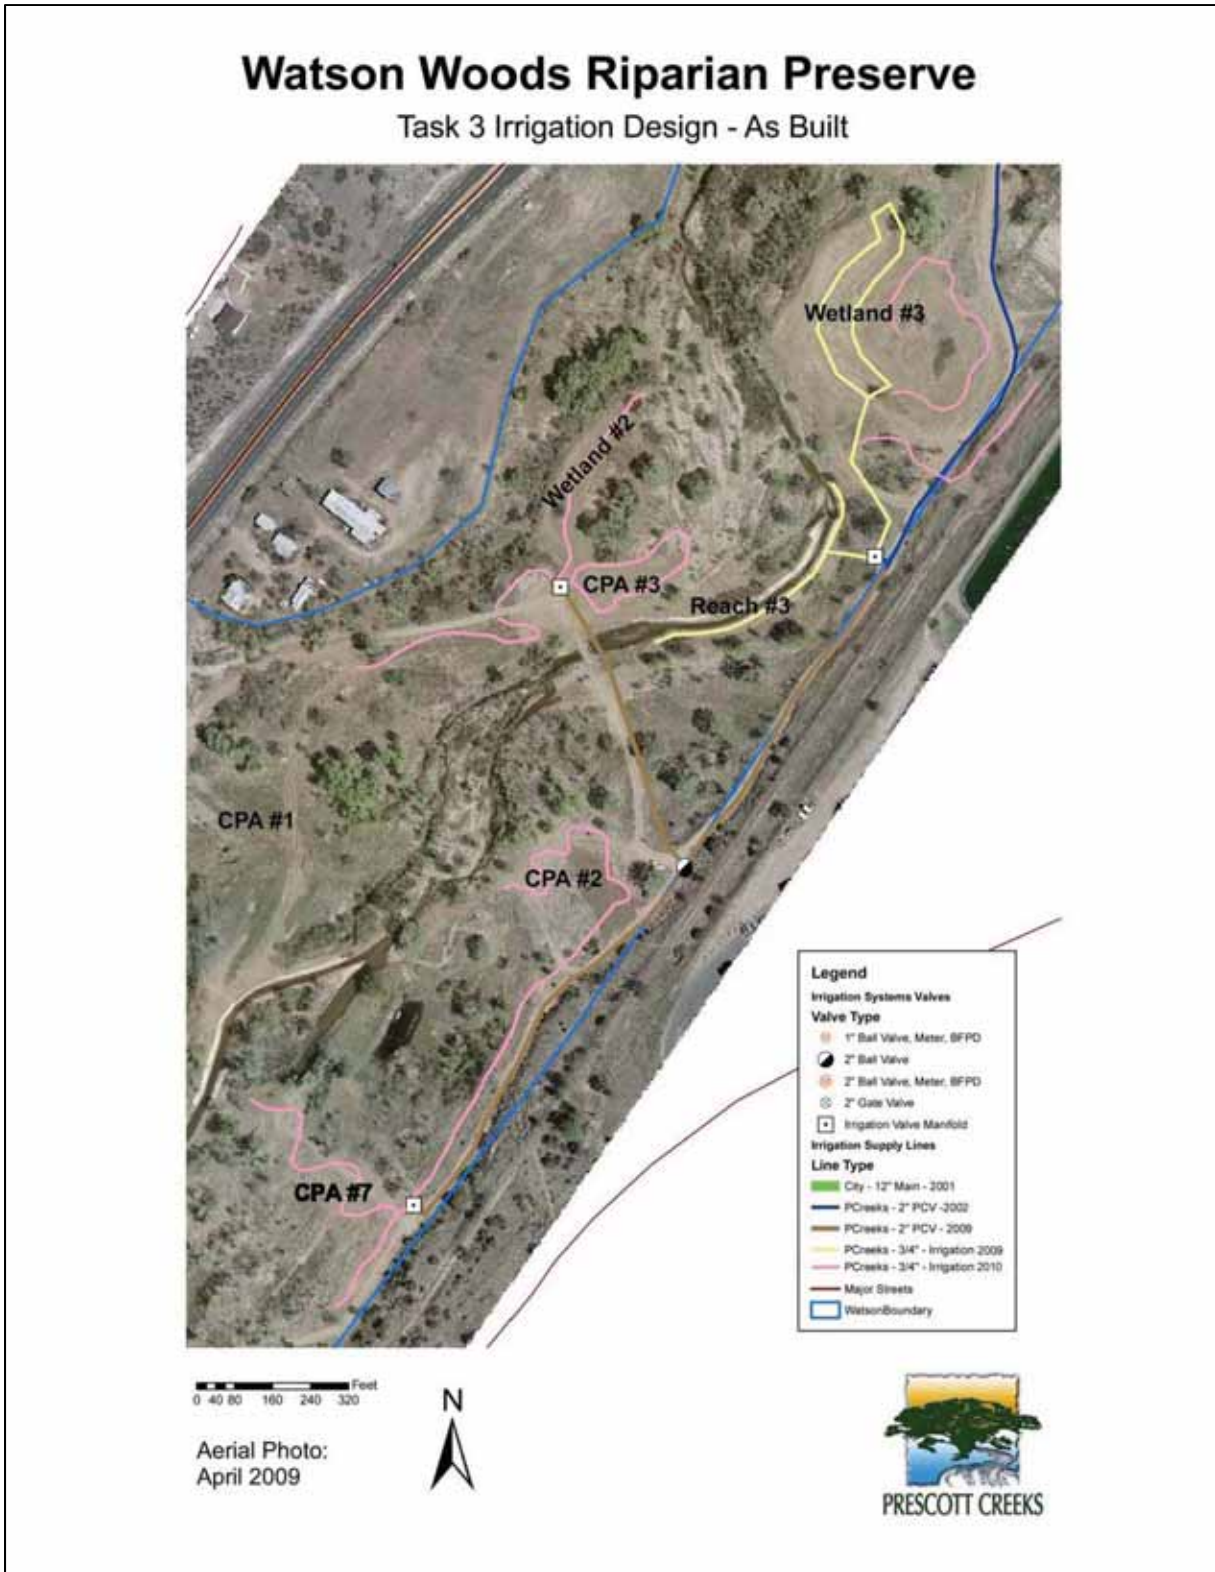 Watson Woods Riparian Preserve
Task 3 Irrigation Design - As Built
Wetland #3
Wetland #2
CPA #3
Reach #3
CPA #1
CPA #2
CPA #7
Legend
Irrigation Systems Valves
Valve Type
1" Ball Valve, Meter, BFPD
2" Ball Valve
2" Ball Valve, Meter, BFPD
2" Gate Valve
Irrigation Valve Manifold
Irrigation Supply Lines
Line Type
City - 12" Main - 2001
PCreeks - 2" PCV -2002
PCreeks - 2" PCV - 2009
PCreeks - 3/4" - Irrigation 2009
PCreeks - 3/4" - Irrigation 2010
Major Streets
WatsonBoundary
Feet
0 40 80 160 240 320
N
Aerial Photo:
April 2009
PRESCOTT CREEKS